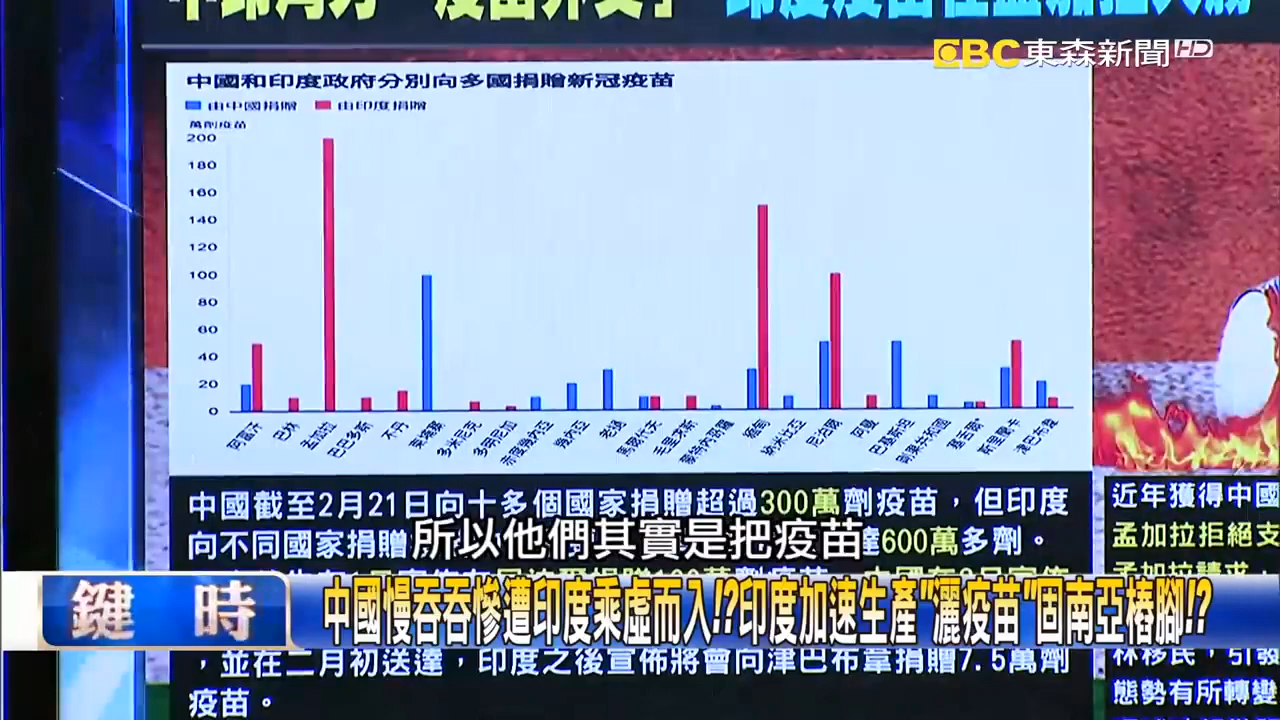 EBC東森新聞HD
中國和印度政府分別向多國捐贈新冠疫苗
由中國捐贈 由印度捐贈
萬劑疫苗
200
180
160
140
120
100
80
60
40
20
0
阿富汗 巴林 孟加拉 巴巴多斯 不丹 柬埔寨 多米尼克 多明尼加 赤道幾內亞 幾內亞 老撾 馬爾代夫 毛里求斯 蒙特內哥羅 緬甸 納米比亞 尼泊爾 阿曼 巴基斯坦 剛果共和國 塞舌爾* 斯里蘭卡 津巴布韋
中國截至2月21日向十多個國家捐贈超過300萬劑疫苗，但印度
向不同國家捐贈 達600萬多劑。
所以他們其實是把疫苗
近年獲得中國
孟加拉拒絕支
鍵時
中國慢吞吞慘遭印度乘虛而入!?印度加速生產"灑疫苗"固南亞樁腳!?
，並在二月初送達，印度之後宣佈將會向津巴布韋捐贈7.5萬劑
疫苗。
林移民，引發
態勢有所轉變